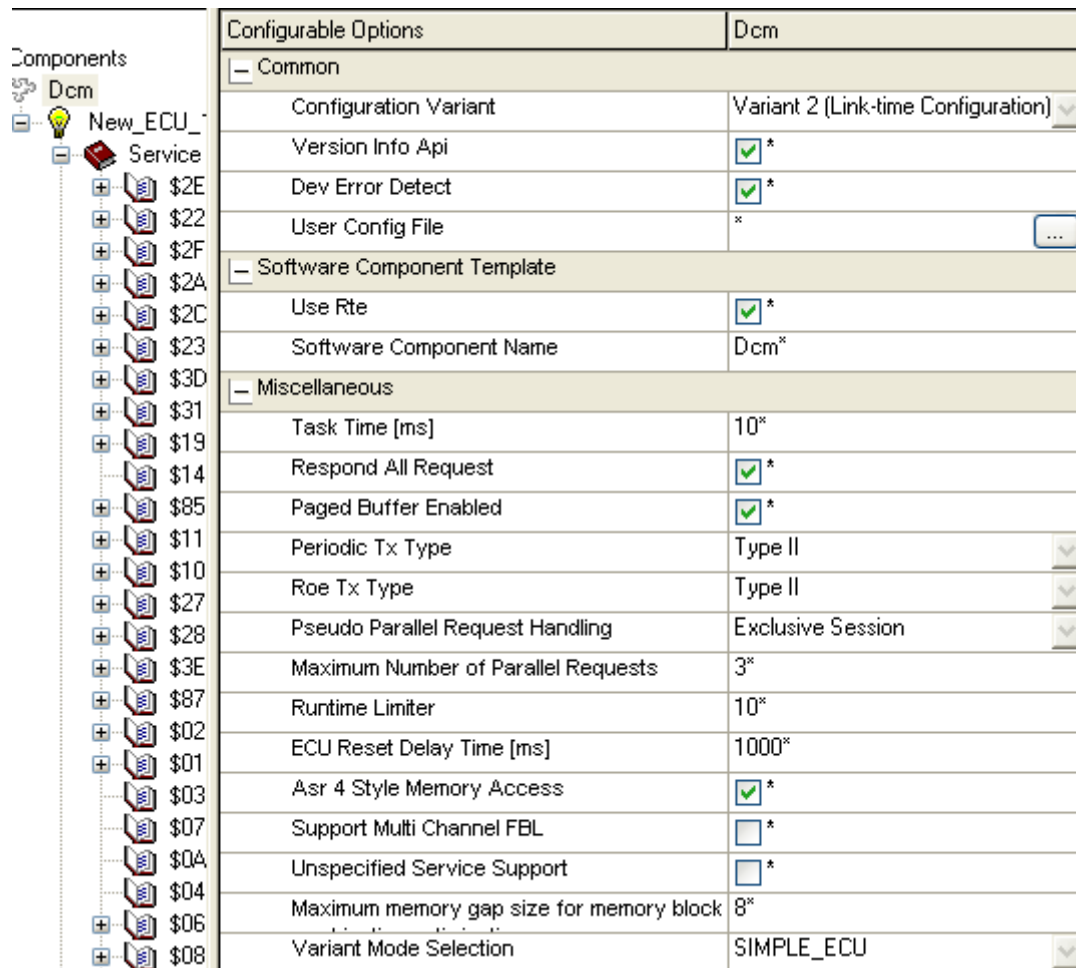 Components
Dcm
New_ECU_
Service
$2E
$22
$2F
$2A
$2C
$23
$3D
$31
$19
$14
$85
$11
$10
$27
$28
$3E
$87
$02
$01
$03
$07
$0A
$04
$06
$08
Configurable Options Dcm
Common
Configuration Variant Variant 2 (Link-time Configuration)
Version Info Api *
Dev Error Detect *
User Config File * ...
Software Component Template
Use Rte *
Software Component Name Dcm*
Miscellaneous
Task Time [ms] 10*
Respond All Request *
Paged Buffer Enabled *
Periodic Tx Type Type II
Roe Tx Type Type II
Pseudo Parallel Request Handling Exclusive Session
Maximum Number of Parallel Requests 3*
Runtime Limiter 10*
ECU Reset Delay Time [ms] 1000*
Asr 4 Style Memory Access *
Support Multi Channel FBL *
Unspecified Service Support *
Maximum memory gap size for memory block 8*
Variant Mode Selection SIMPLE_ECU